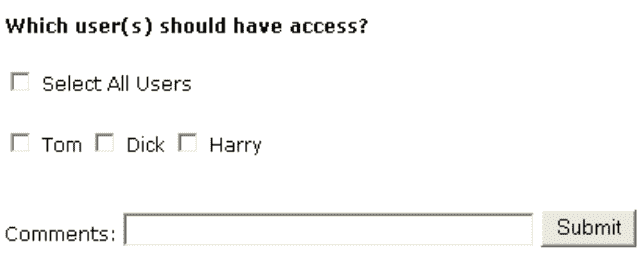 Which user(s) should have access?
Select All Users
Tom Dick Harry
Comments: Submit